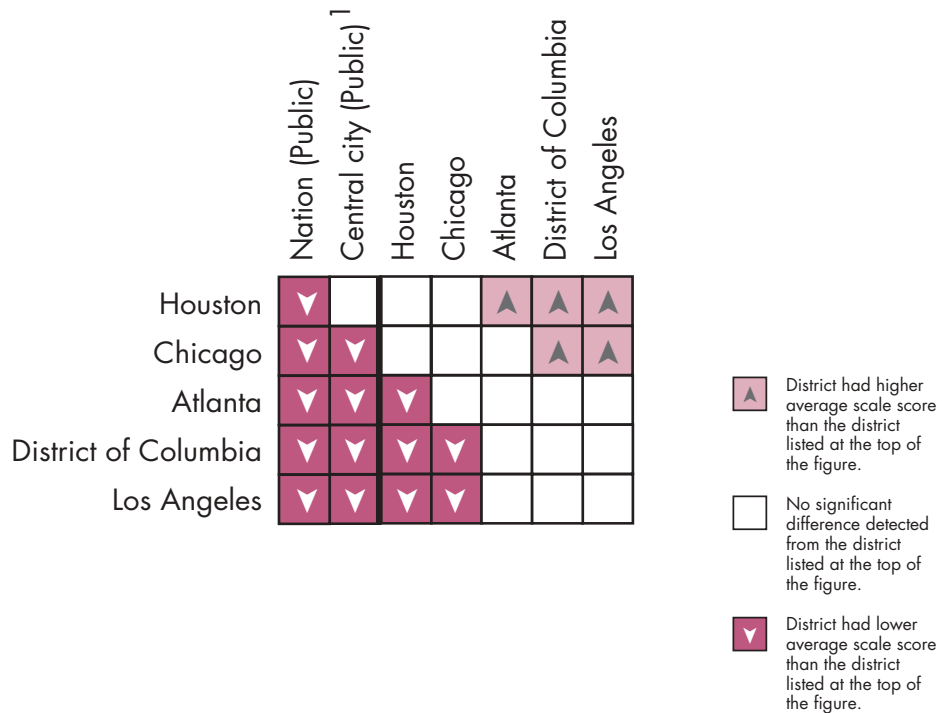 Nation (Public)
Central city (Public) 1
Houston
Chicago
Atlanta
District of Columbia
Los Angeles
Houston
Chicago
Atlanta
District of Columbia
Los Angeles
District had higher
average scale score
than the district
listed at the top of
the figure.
No significant
difference detected
from the district
listed at the top of
the figure.
District had lower
average scale score
than the district
listed at the top of
the figure.